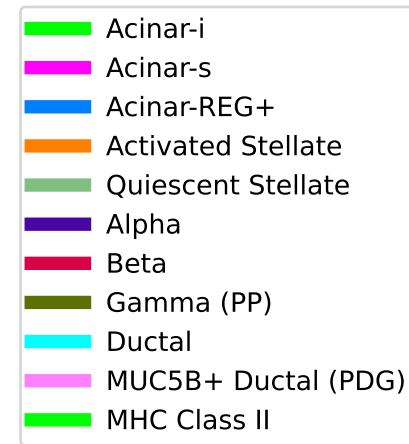 Acinar-i
Acinar-s
Acinar-REG+
Activated Stellate
Quiescent Stellate
Alpha
Beta
Gamma (PP)
Ductal
MUC5B+ Ductal (PDG)
MHC Class II